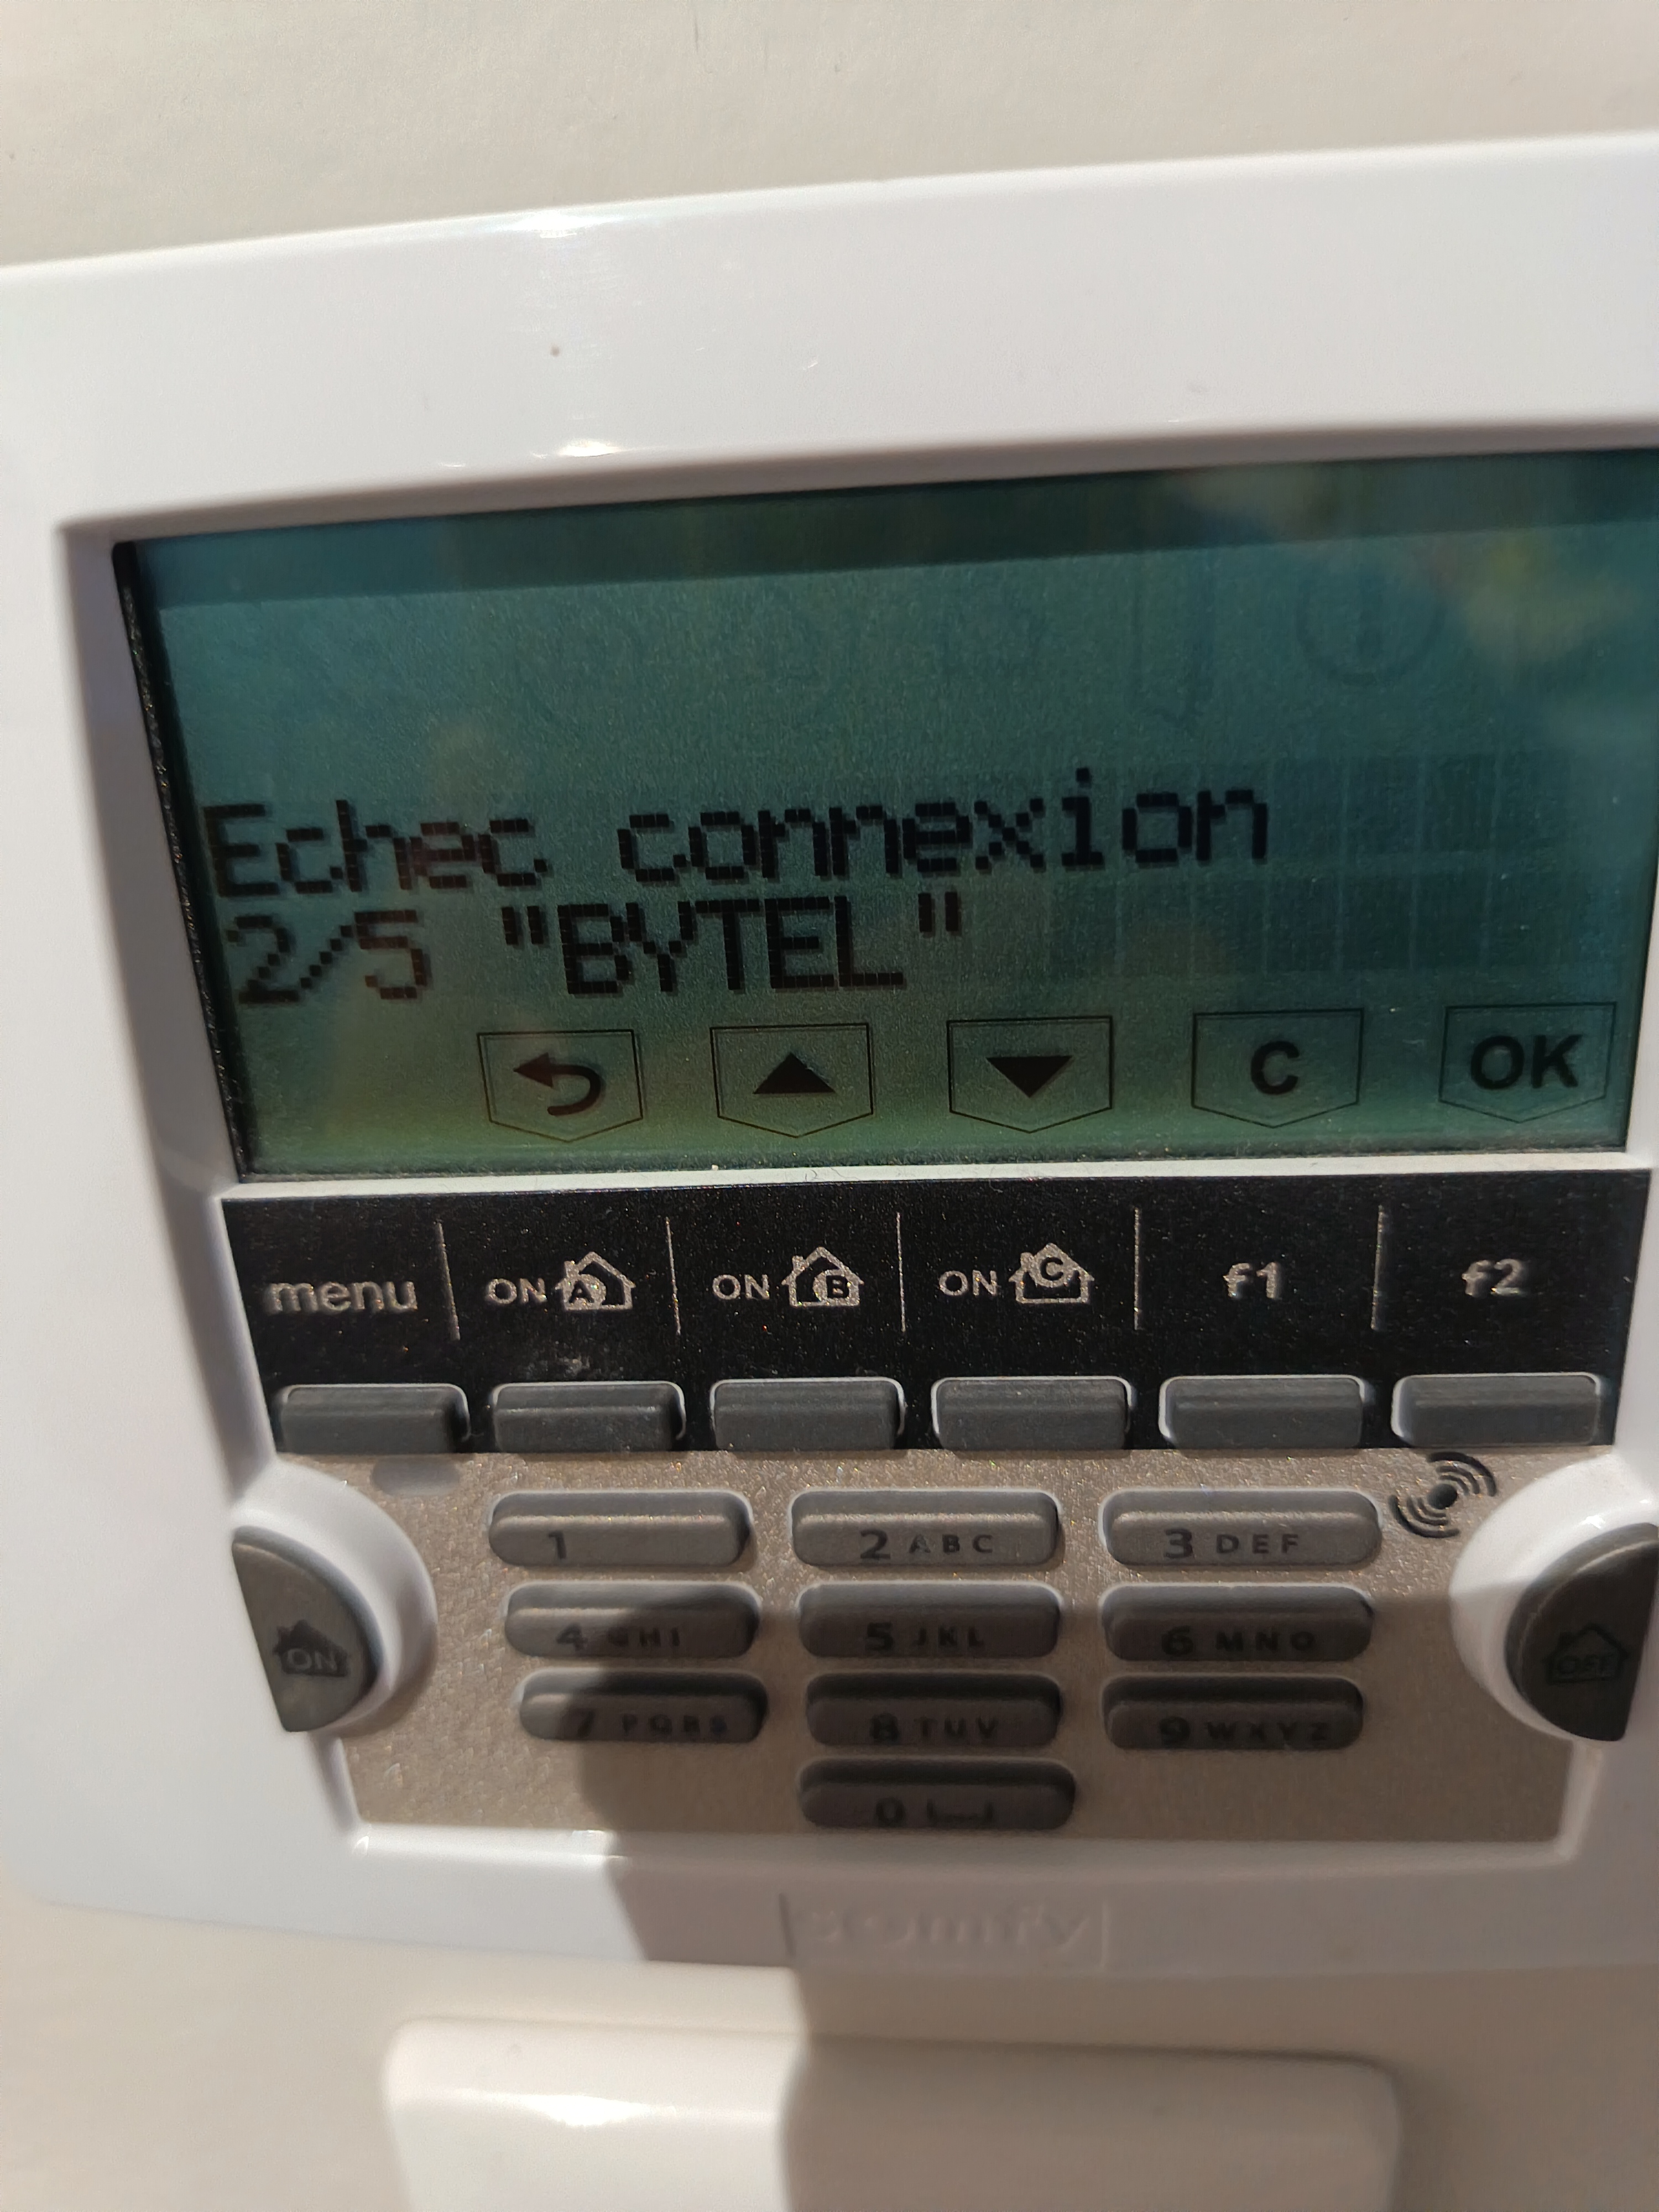 Echec connexion
2/5 "BYTEL "
C OK
menu ON A ON B ON C f1 f2
1 2 ABC 3 DEF
4 GHI 5 JKL 6 MNO
ON OFF
7 PQRS 8 TUV 9 WXYZ
0
Somfy